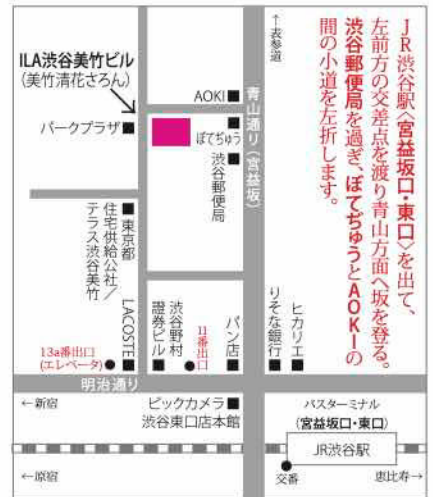 JR渋谷駅〈宮益坂口・東口〉を出て、
左前方の交差点を渡り青山方面へ坂を登る。
渋谷郵便局を過ぎ、ぼてぢゅうとAOKIの
間の小道を左折します。
↑表参道
ILA渋谷美竹ビル
(美竹清花さろん)
AOKI
青山通り(宮益坂)
パークプラザ
ぼてぢゅう
渋谷郵便局
東京都
住宅供給公社/
テラス渋谷美竹
LACOSTE
渋谷野村
證券ビル
11番出口
パン店
りそな銀行
ヒカリエ
13a番出口
(エレベータ)
明治通り
←新宿
ビックカメラ
渋谷東口店本館
バスターミナル
(宮益坂口・東口)
JR渋谷駅
←原宿
交番
恵比寿→